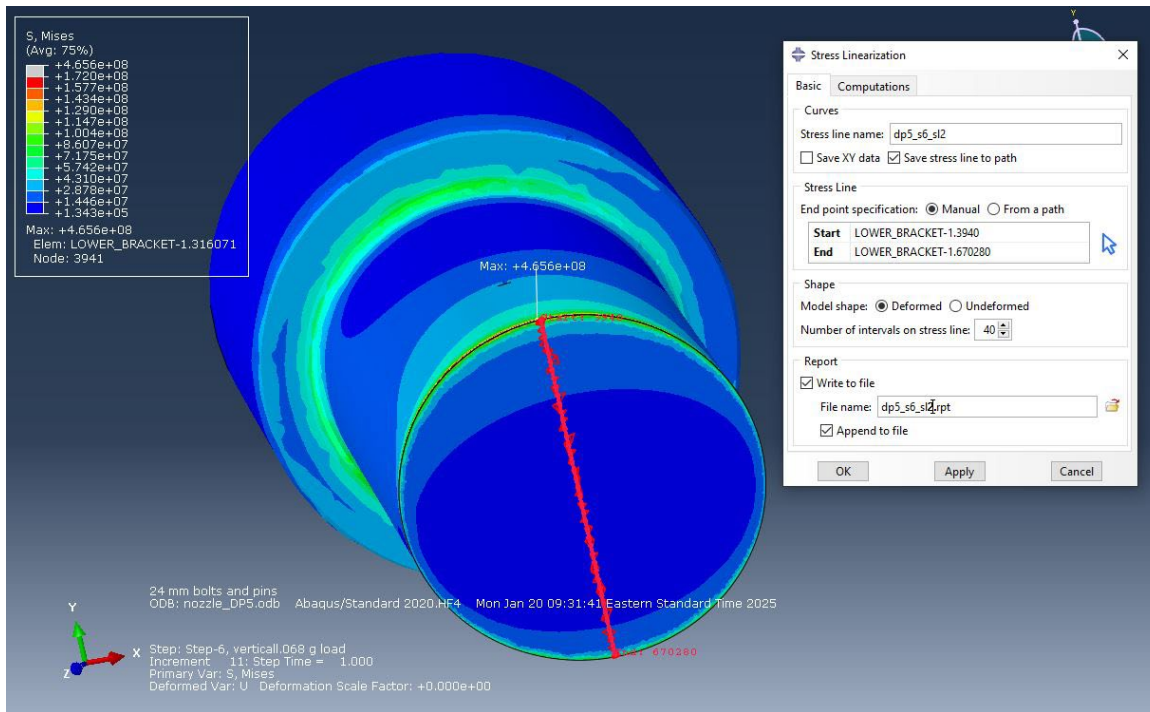 S, Mises
(Avg: 75%)
+4.656e+08
+1.720e+08
+1.577e+08
+1.434e+08
+1.290e+08
+1.147e+08
+1.004e+08
+8.607e+07
+7.175e+07
+5.742e+07
+4.310e+07
+2.878e+07
+1.446e+07
+1.343e+05
Max: +4.656e+08
Elem: LOWER_BRACKET-1.316071
Node: 3941
Max: +4.656e+08
670280
24 mm bolts and pins
ODB: nozzle_DP5.odb Abaqus/Standard 2020.HF4 Mon Jan 20 09:31:41 Eastern Standard Time 2025
Step: Step-6, verticall.068 g load
Increment 11: Step Time = 1.000
Primary Var: S, Mises
Deformed Var: U Deformation Scale Factor: +0.000e+00
Y
X
Z
Y
Stress Linearization
Basic Computations
Curves
Stress line name: dp5_s6_sl2
Save XY data Save stress line to path
Stress Line
End point specification: Manual From a path
Start LOWER_BRACKET-1.3940
End LOWER_BRACKET-1.670280
Shape
Model shape: Deformed Undeformed
Number of intervals on stress line: 40
Report
Write to file
File name: dp5_s6_sl2.rpt
Append to file
OK Apply Cancel